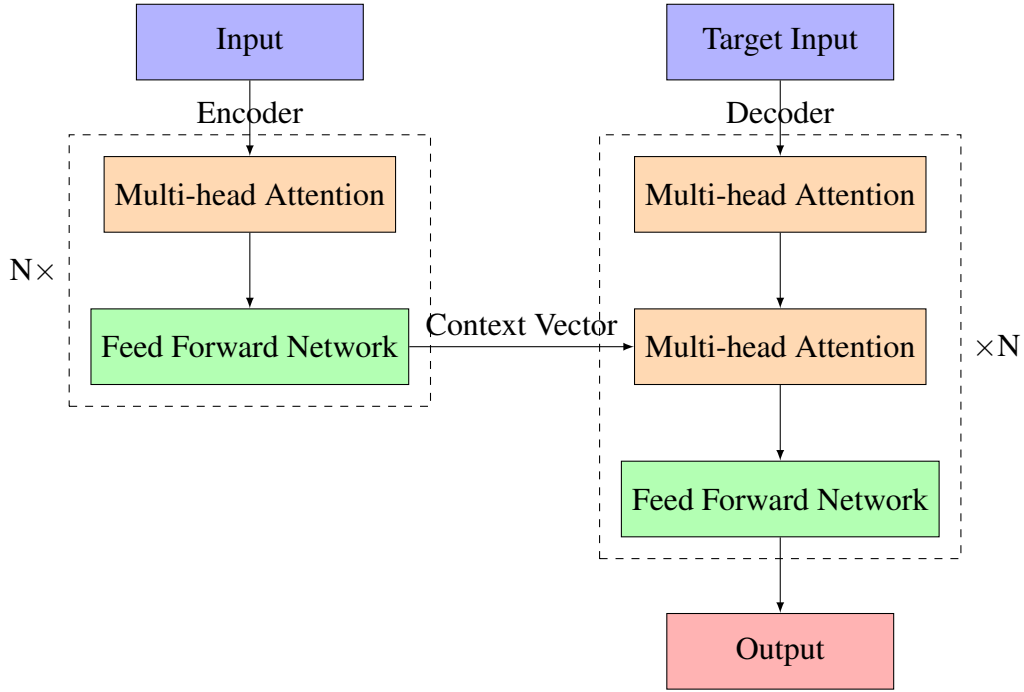 Input
Target Input
Encoder
Decoder
Multi-head Attention
Multi-head Attention
N×
Feed Forward Network
Context Vector
Multi-head Attention
×N
Feed Forward Network
Output